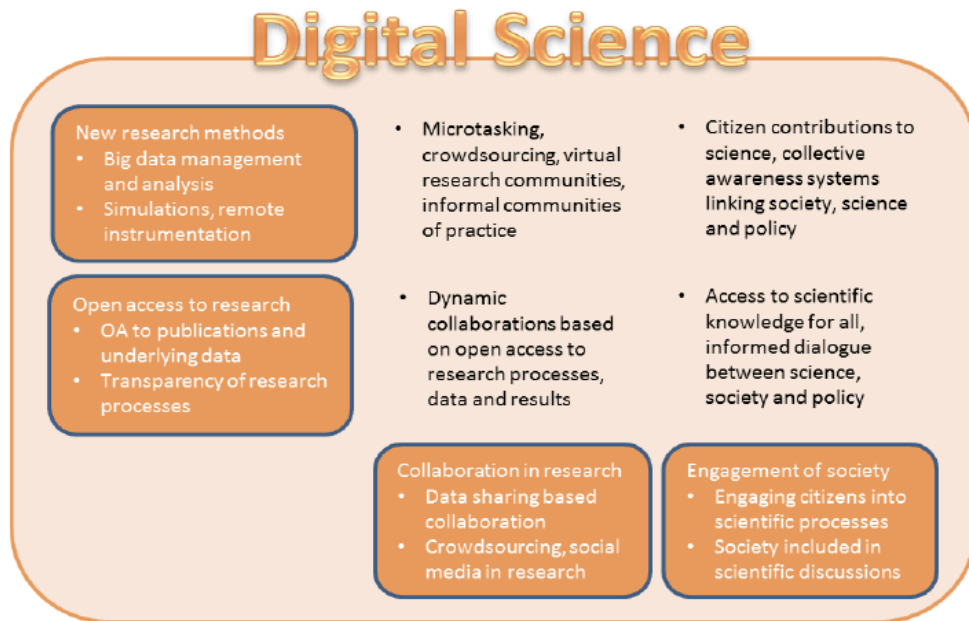 Digital Science
New research methods
• Big data management
and analysis
• Simulations, remote
instrumentation
• Microtasking,
crowdsourcing, virtual
research communities,
informal communities
of practice
• Citizen contributions to
science, collective
awareness systems
linking society, science
and policy
Open access to research
• OA to publications and
underlying data
• Transparency of research
processes
• Dynamic
collaborations based
on open access to
research processes,
data and results
• Access to scientific
knowledge for all,
informed dialogue
between science,
society and policy
Collaboration in research
• Data sharing based
collaboration
• Crowdsourcing, social
media in research
Engagement of society
• Engaging citizens into
scientific processes
• Society included in
scientific discussions